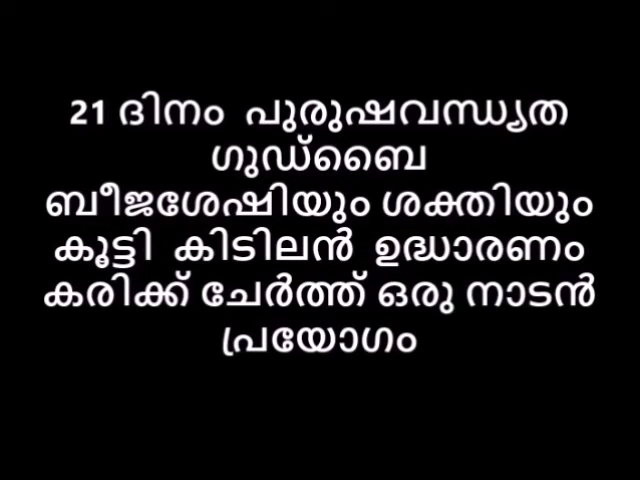 21 ദിനം പുരുഷവന്ധ്യത
ഗുഡ്ബൈ
ബീജശേഷിയും ശക്തിയും
കൂട്ടി കിടിലൻ ഉദ്ധാരണം
കരിക്ക് ചേർത്ത് ഒരു നാടൻ
പ്രയോഗം